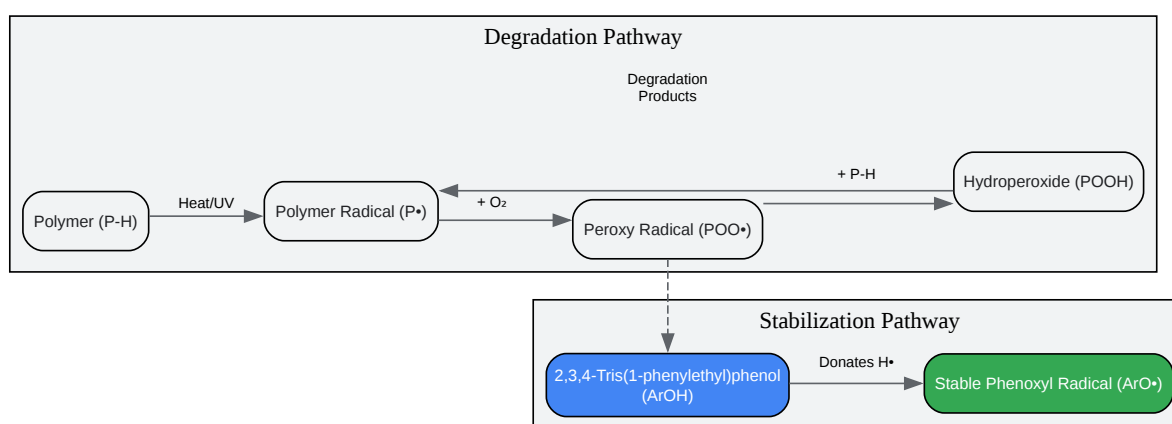 Degradation Pathway
Degradation
Products
+ P-H
Hydroperoxide (POOH)
Heat/UV
+ O₂
Polymer (P-H)
Polymer Radical (P•)
Peroxy Radical (POO•)
Stabilization Pathway
2,3,4-Tris(1-phenylethyl)phenol
(ArOH)
Donates H•
Stable Phenoxyl Radical (ArO•)